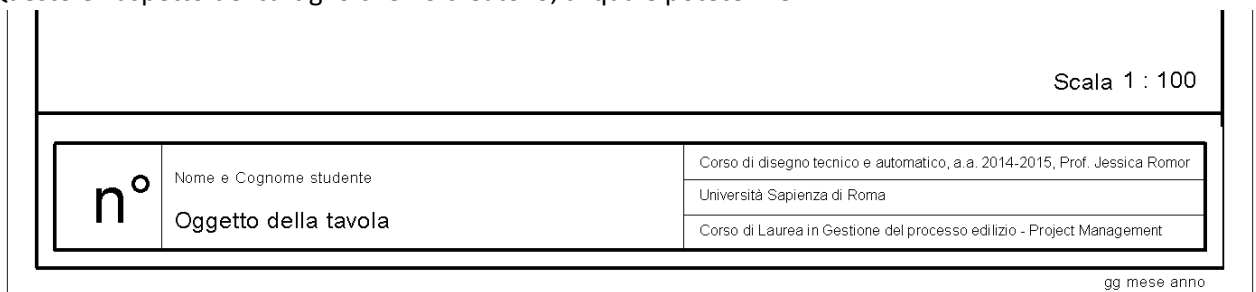 Scala 1 : 100
n°
Nome e Cognome studente
Oggetto della tavola
Corso di disegno tecnico e automatico, a.a. 2014-2015, Prof. Jessica Romor
Università Sapienza di Roma
Corso di Laurea in Gestione del processo edilizio - Project Management
gg mese anno